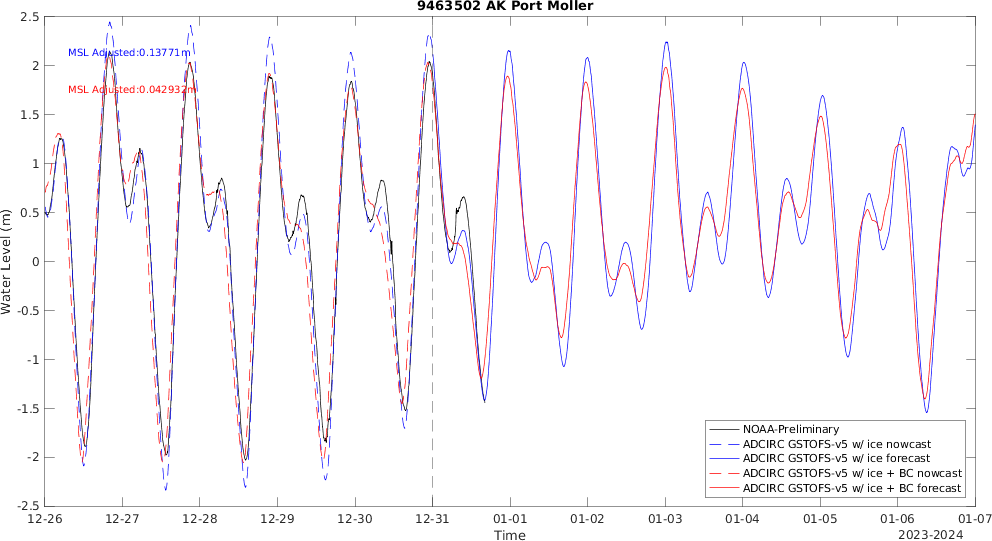 9463502 AK Port Moller
MSL Adjusted:0.13771m
MSL Adjusted:0.042932m
Water Level (m)
2.5
2
1.5
1
0.5
0
-0.5
-1
-1.5
-2
-2.5
NOAA-Preliminary
ADCIRC GSTOFS-v5 w/ ice nowcast
ADCIRC GSTOFS-v5 w/ ice forecast
ADCIRC GSTOFS-v5 w/ ice + BC nowcast
ADCIRC GSTOFS-v5 w/ ice + BC forecast
12-26 12-27 12-28 12-29 12-30 12-31 01-01 01-02 01-03 01-04 01-05 01-06 01-07
Time
2023-2024